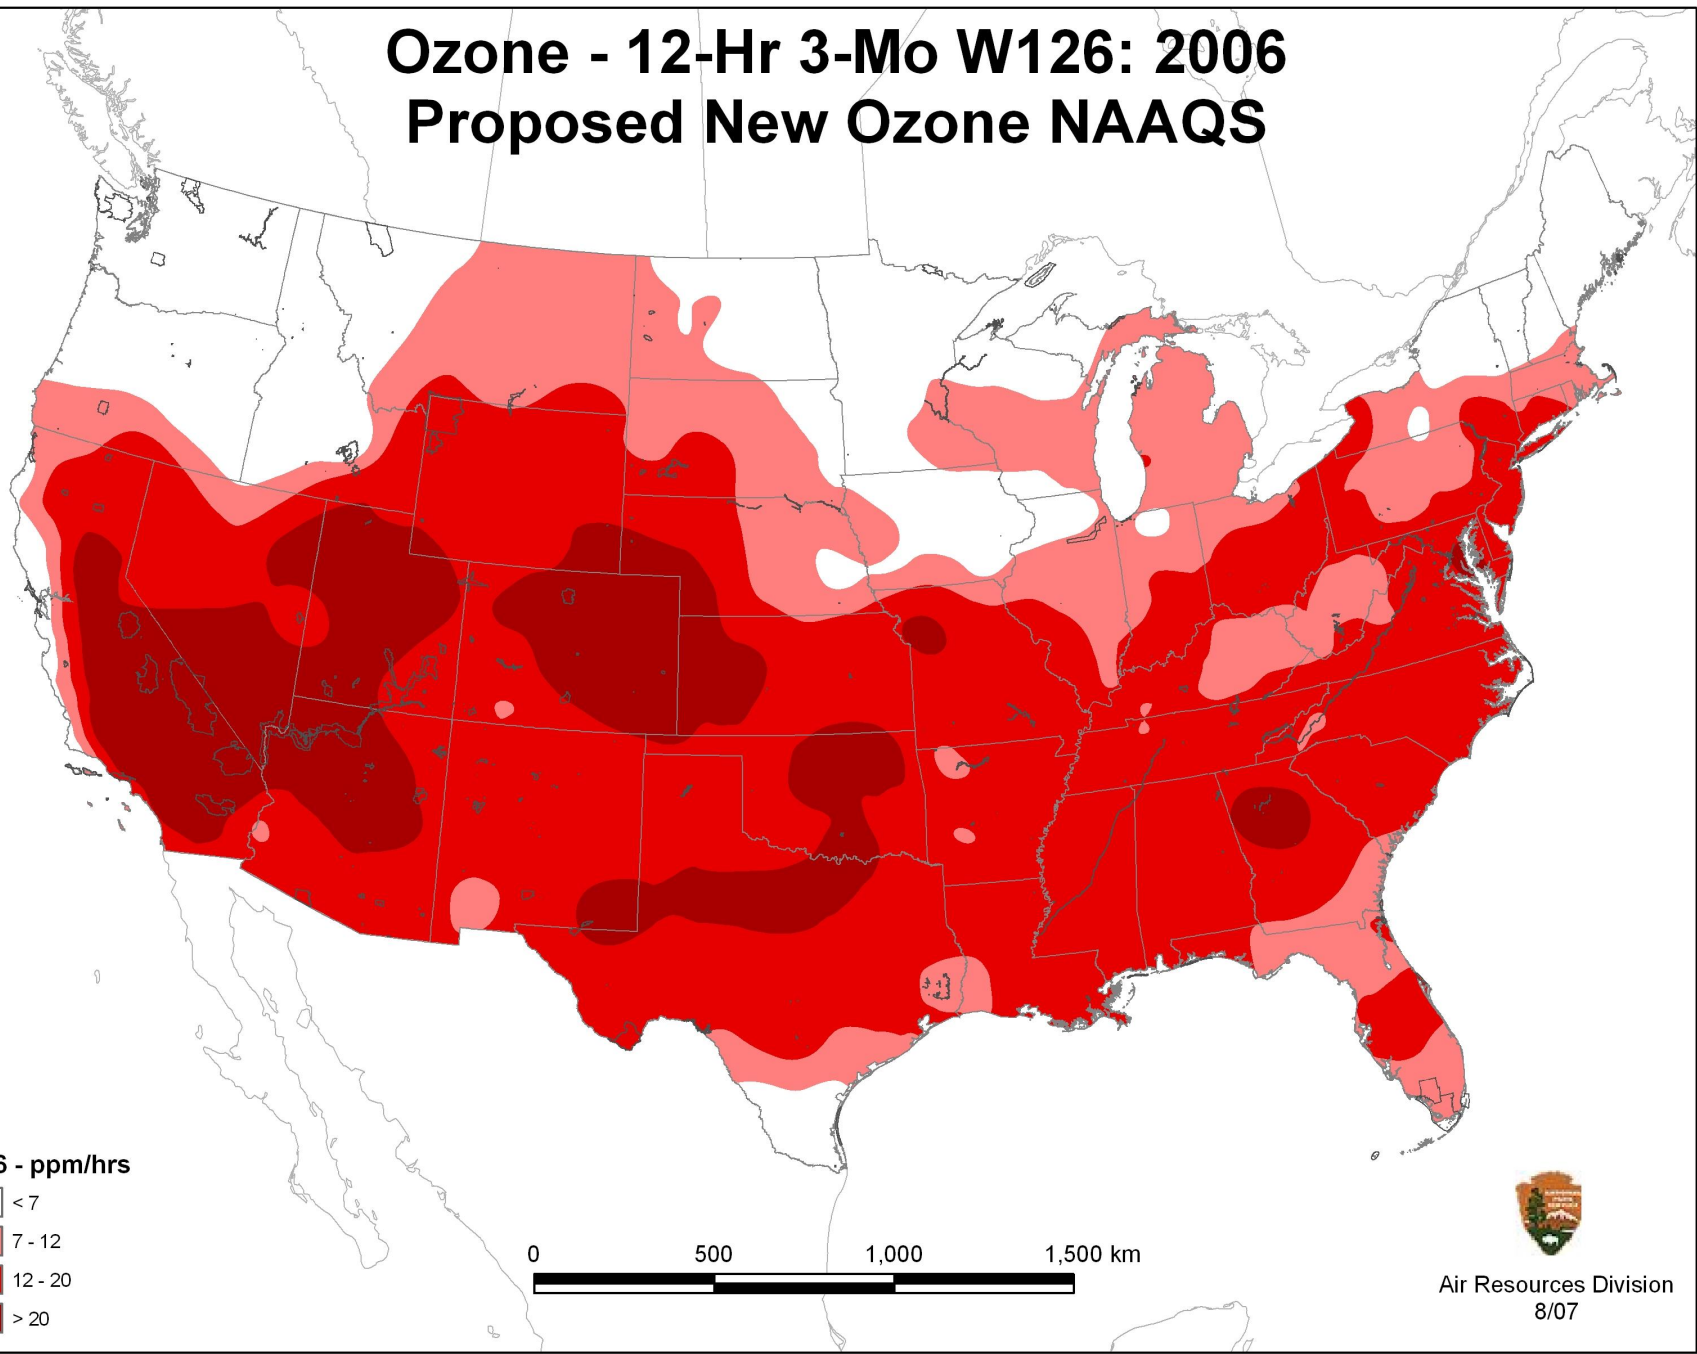 Ozone - 12-Hr 3-Mo W126: 2006
Proposed New Ozone NAAQS
6 - ppm/hrs
< 7
7 - 12
12 - 20
> 20
0 500 1,000 1,500 km
Air Resources Division
8/07